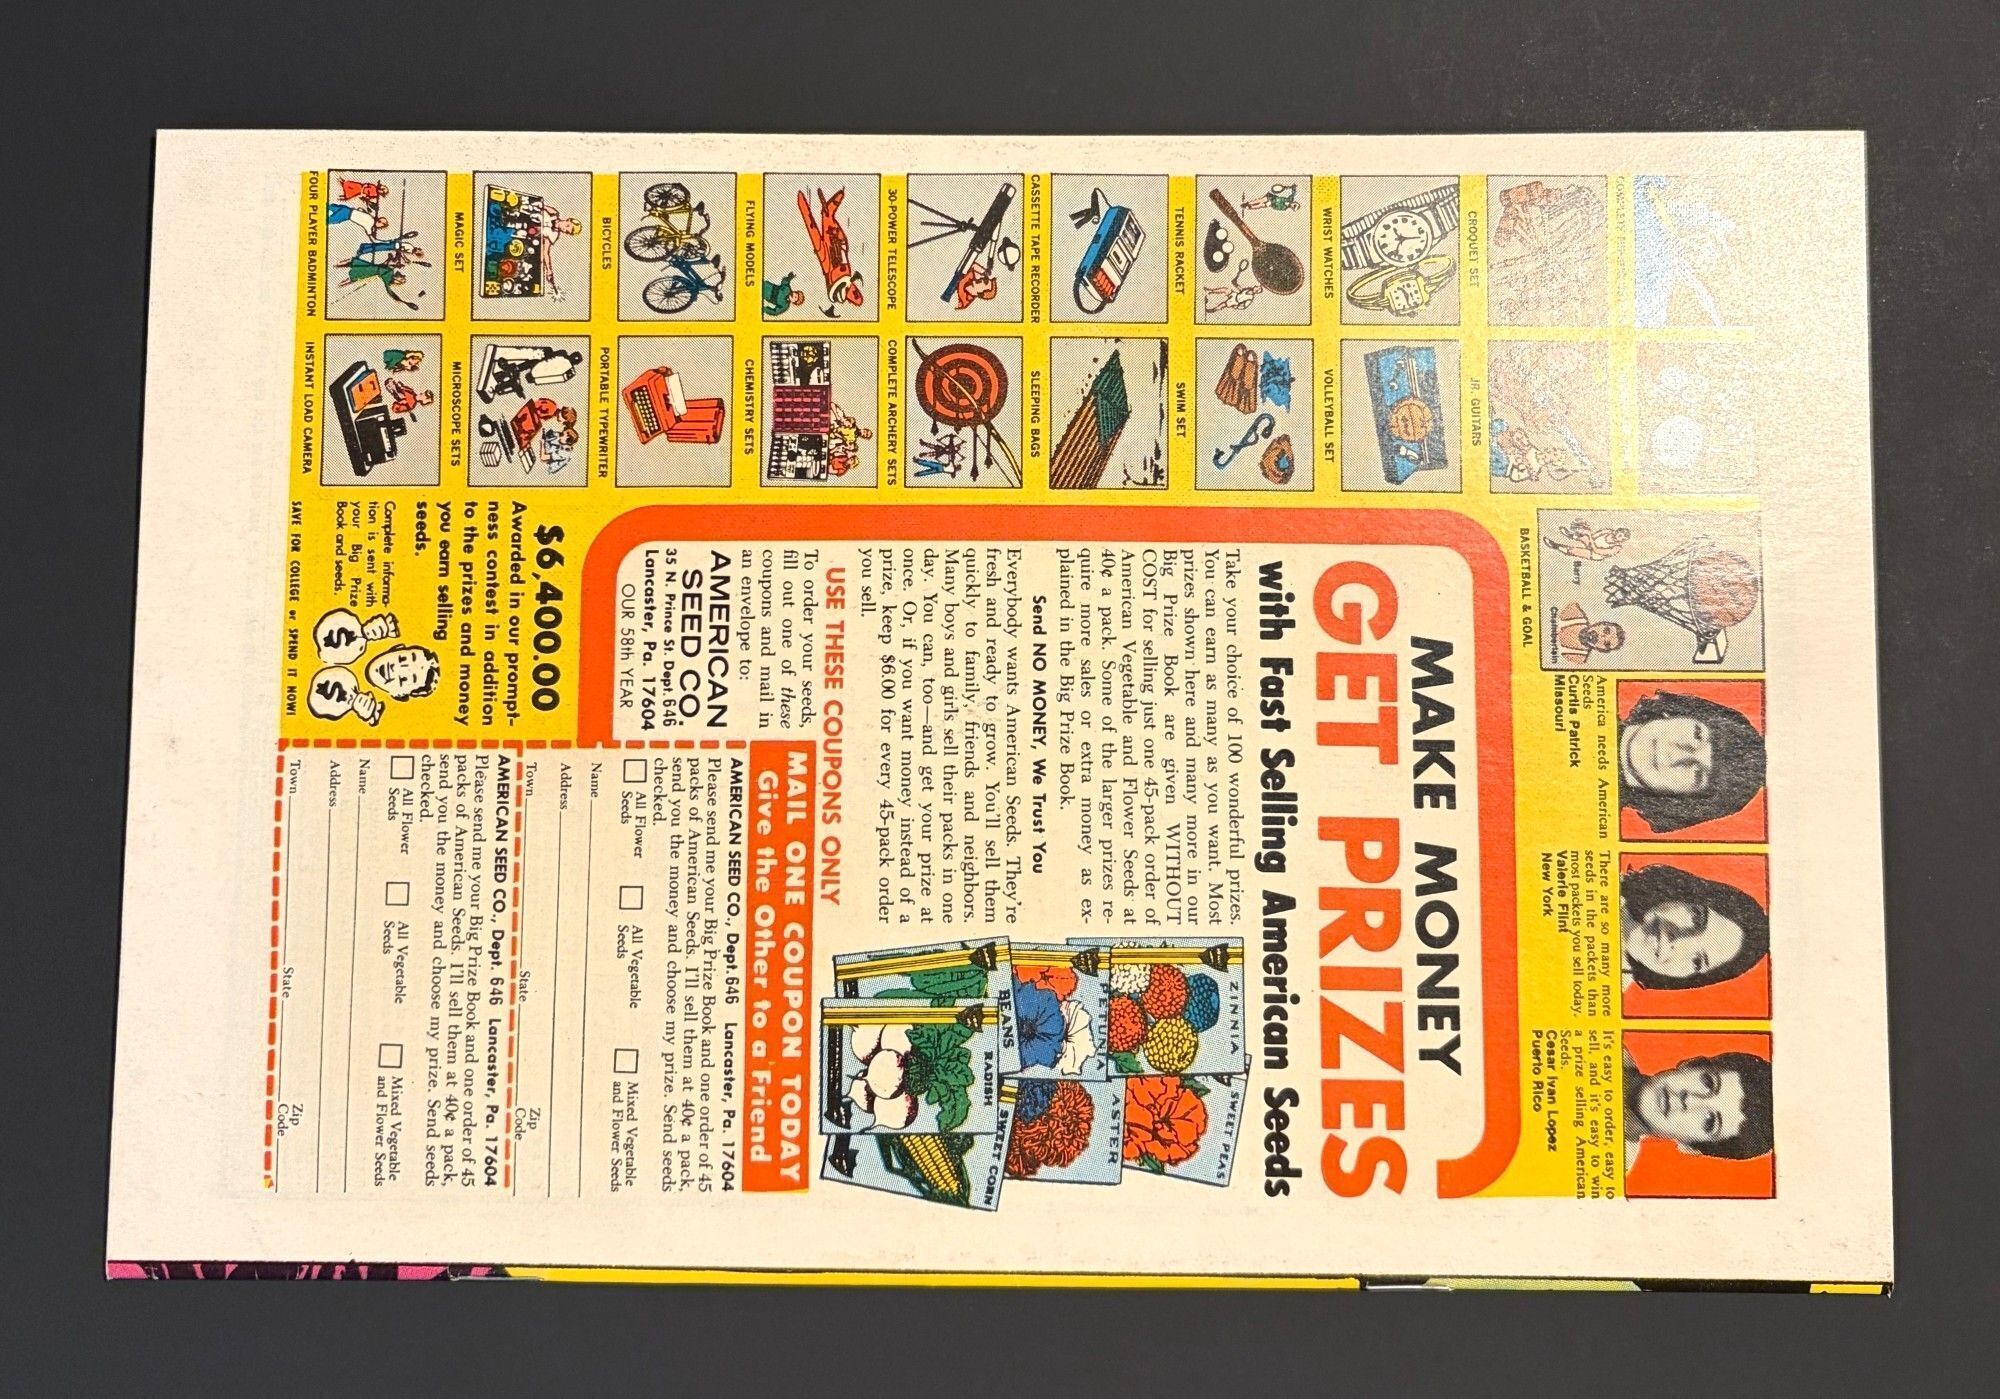 MAKE MONEY
GET PRIZES
with Fast Selling American Seeds
Take your choice of 100 wonderful prizes.
You can earn as many as you want. Most
prizes shown here and many more in our
Big Prize Book are given WITHOUT
COST for selling just one 45-pack order of
American Vegetable and Flower Seeds at
40¢ a pack. Some of the larger prizes re-
quire more sales or extra money as ex-
plained in the Big Prize Book.
Send NO MONEY, We Trust You
Everybody wants American Seeds. They're
fresh and ready to grow. You'll sell them
quickly to family, friends and neighbors.
Many boys and girls sell their packs in one
day. You can, too—and get your prize at
once. Or, if you want money instead of a
prize, keep $6.00 for every 45-pack order
you sell.
USE THESE COUPONS ONLY
To order your seeds,
fill out one of these
coupons and mail in
an envelope to:
AMERICAN
SEED CO.
35 N. Prince St. Dept. 646
Lancaster, Pa. 17604
OUR 58th YEAR
America needs American
Seeds
Curtis Patrick
Missouri
There are so many more
seeds in the packets than
most packets you sell today.
Valerie Flint
New York
It's easy to order, easy to
sell, and it's easy to win
a prize selling American
Seeds.
Cesar Ivan Lopez
Puerto Rico
Barry
Chamberlain
BASKETBALL & GOAL
CROQUET SET
JR. GUITARS
WRIST WATCHES
VOLLEYBALL SET
TENNIS RACKET
SWIM SET
CASSETTE TAPE RECORDER
SLEEPING BAGS
30-POWER TELESCOPE
COMPLETE ARCHERY SETS
FLYING MODELS
CHEMISTRY SETS
BICYCLES
PORTABLE TYPEWRITER
MAGIC SET
MICROSCOPE SETS
FOUR PLAYER BADMINTON
INSTANT LOAD CAMERA
ZINNIA
SWEET PEAS
PETUNIA
ASTER
BEANS
RADISH
SWEET CORN
$6,400.00
Awarded in our prompt-
ness contest in addition
to the prizes and money
you earn selling
seeds.
Complete informa-
tion is sent with
your Big Prize
Book and seeds.
$
$
SAVE FOR COLLEGE or SPEND IT NOW!
MAIL ONE COUPON TODAY
Give the Other to a Friend
AMERICAN SEED CO., Dept. 646 Lancaster, Pa. 17604
Please send me your Big Prize Book and one order of 45
packs of American Seeds. I'll sell them at 40¢ a pack,
send you the money and choose my prize. Send seeds
checked.
All Flower Seeds
All Vegetable Seeds
Mixed Vegetable and Flower Seeds
Name
Address
Town State Zip Code
AMERICAN SEED CO., Dept. 646 Lancaster, Pa. 17604
Please send me your Big Prize Book and one order of 45
packs of American Seeds. I'll sell them at 40¢ a pack,
send you the money and choose my prize. Send seeds
checked.
All Flower Seeds
All Vegetable Seeds
Mixed Vegetable and Flower Seeds
Name
Address
Town State Zip Code